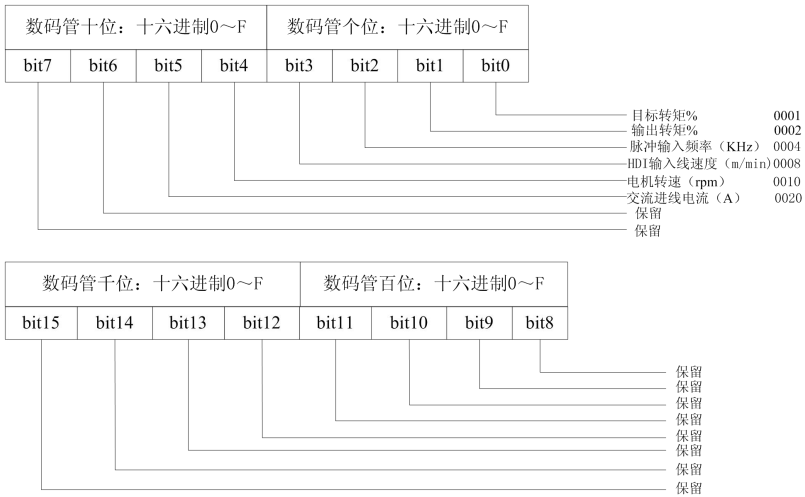 数码管十位：十六进制0～F 数码管个位：十六进制0～F
bit7 bit6 bit5 bit4 bit3 bit2 bit1 bit0
目标转矩% 0001
输出转矩% 0002
脉冲输入频率（KHz）0004
HDI输入线速度（m/min)0008
电机转速（rpm） 0010
交流进线电流（A） 0020
保留
保留
数码管千位：十六进制0～F 数码管百位：十六进制0～F
bit15 bit14 bit13 bit12 bit11 bit10 bit9 bit8
保留
保留
保留
保留
保留
保留
保留
保留